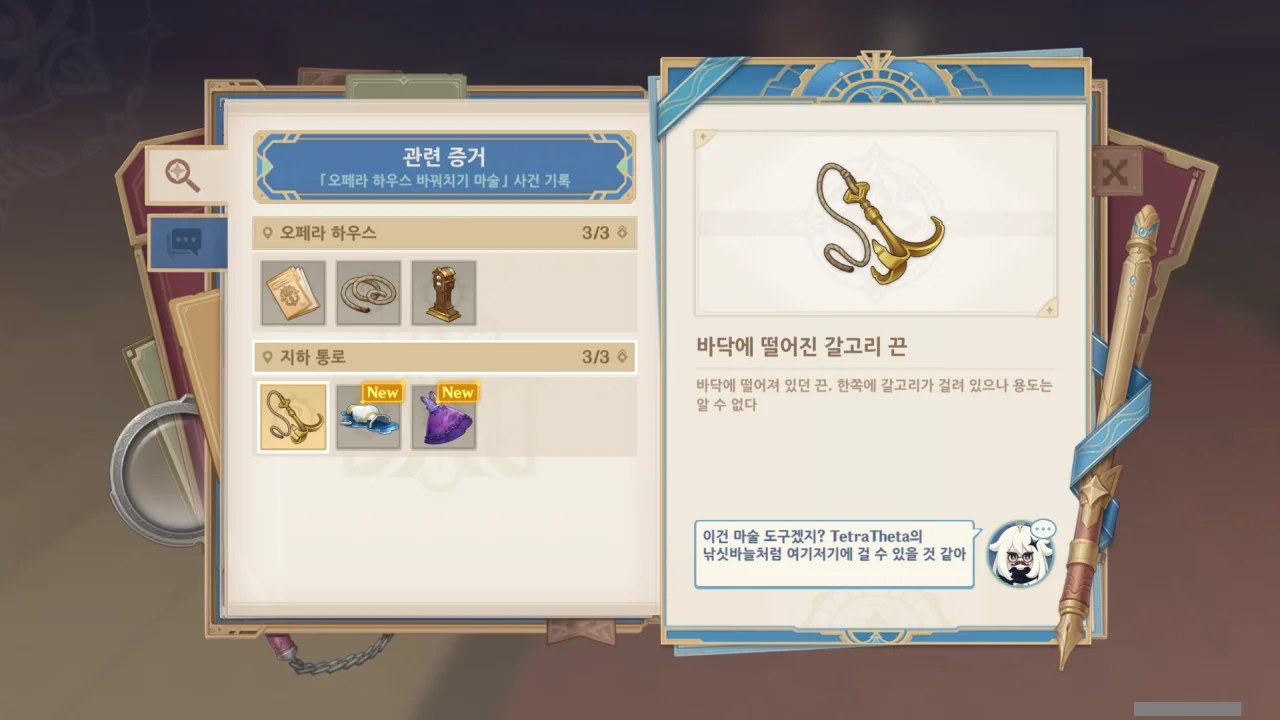 관련 증거
「오페라 하우스 바꿔치기 마술」 사건 기록
오페라 하우스 3/3
지하 통로 3/3
New
New
바닥에 떨어진 갈고리 끈
바닥에 떨어져 있던 끈. 한쪽에 갈고리가 걸려 있으나 용도는
알 수 없다
이건 마술 도구겠지? TetraTheta의
낚싯바늘처럼 여기저기에 걸 수 있을 것 같아